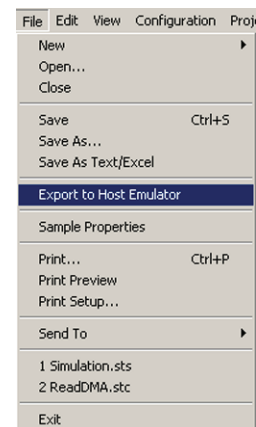 File Edit View Configuration Proj
New
Open...
Close
Save Ctrl+S
Save As...
Save As Text/Excel
Export to Host Emulator
Sample Properties
Print... Ctrl+P
Print Preview
Print Setup...
Send To
1 Simulation.sts
2 ReadDMA.stc
Exit